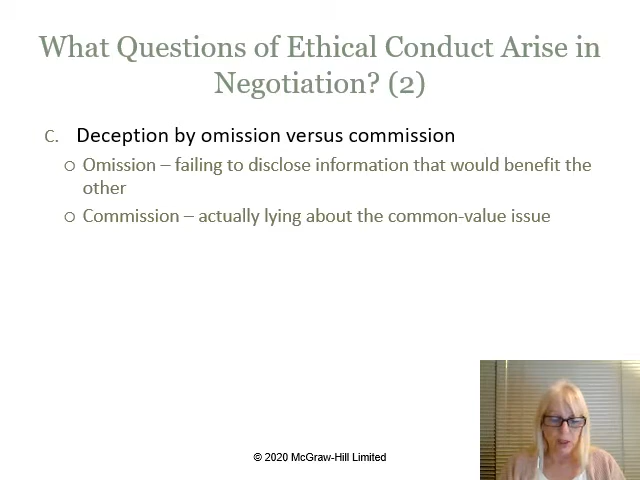 What Questions of Ethical Conduct Arise in
Negotiation? (2)
C. Deception by omission versus commission
○ Omission – failing to disclose information that would benefit the
other
○ Commission – actually lying about the common-value issue
© 2020 McGraw-Hill Limited